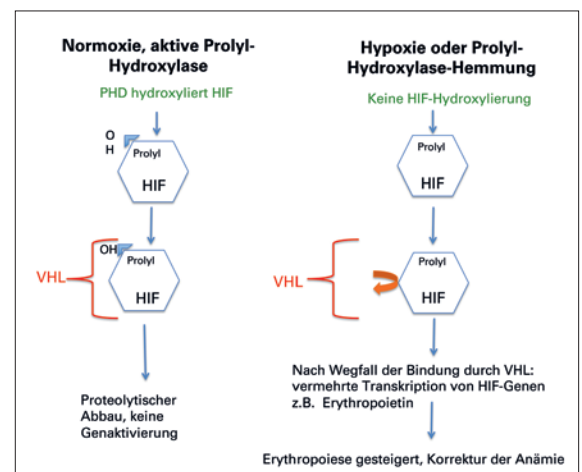 Normoxie, aktive Prolyl-
Hydroxylase
PHD hydroxyliert HIF
O
H
Prolyl
HIF
OH
Prolyl
HIF
VHL
Proteolytischer
Abbau, keine
Genaktivierung
Hypoxie oder Prolyl-
Hydroxylase-Hemmung
Keine HIF-Hydroxylierung
Prolyl
HIF
Prolyl
HIF
VHL
Nach Wegfall der Bindung durch VHL:
vermehrte Transkription von HIF-Genen
z.B. Erythropoietin
Erythropoiese gesteigert, Korrektur der Anämie